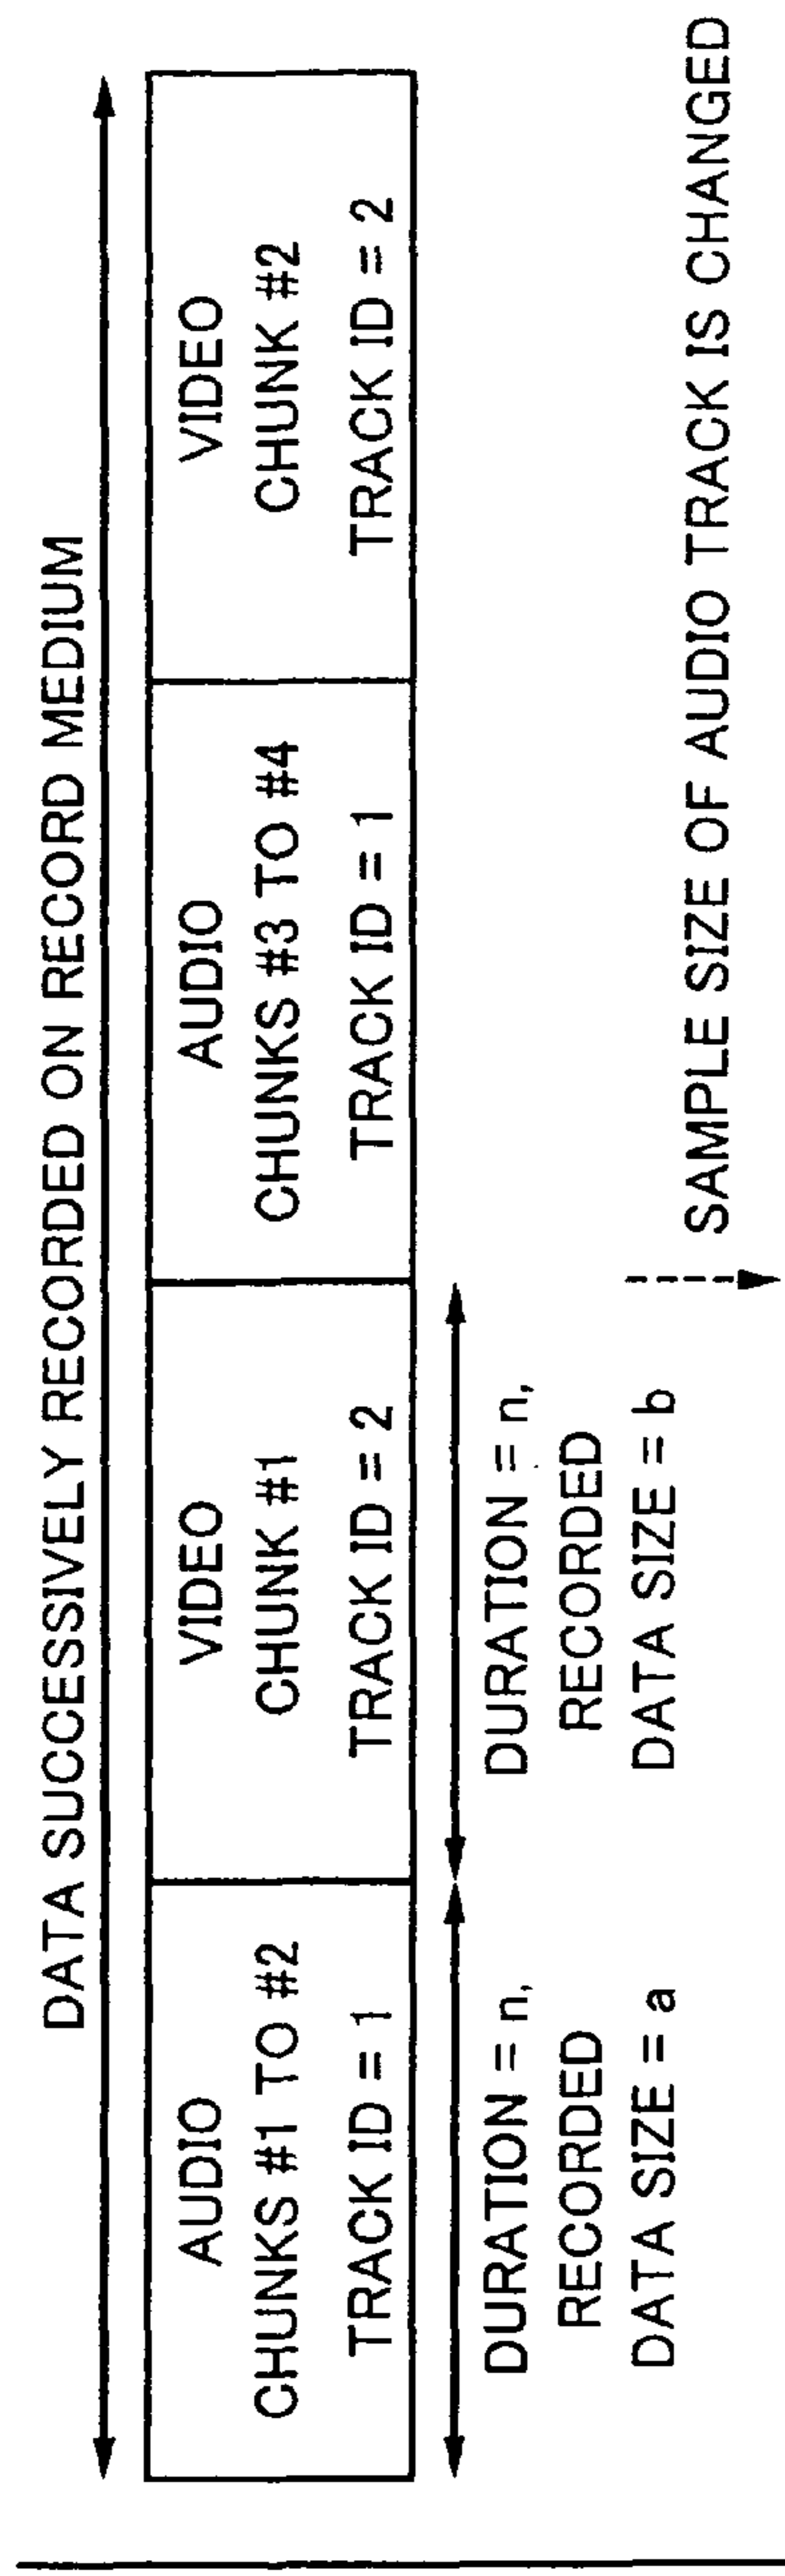 DATA SUCCESSIVELY RECORDED ON RECORD MEDIUM
AUDIO
CHUNKS #1 TO #2
TRACK ID = 1
VIDEO
CHUNK #1
TRACK ID = 2
AUDIO
CHUNKS #3 TO #4
TRACK ID = 1
VIDEO
CHUNK #2
TRACK ID = 2
DURATION = n,
RECORDED
DATA SIZE = a
DURATION = n,
RECORDED
DATA SIZE = b
SAMPLE SIZE OF AUDIO TRACK IS CHANGED